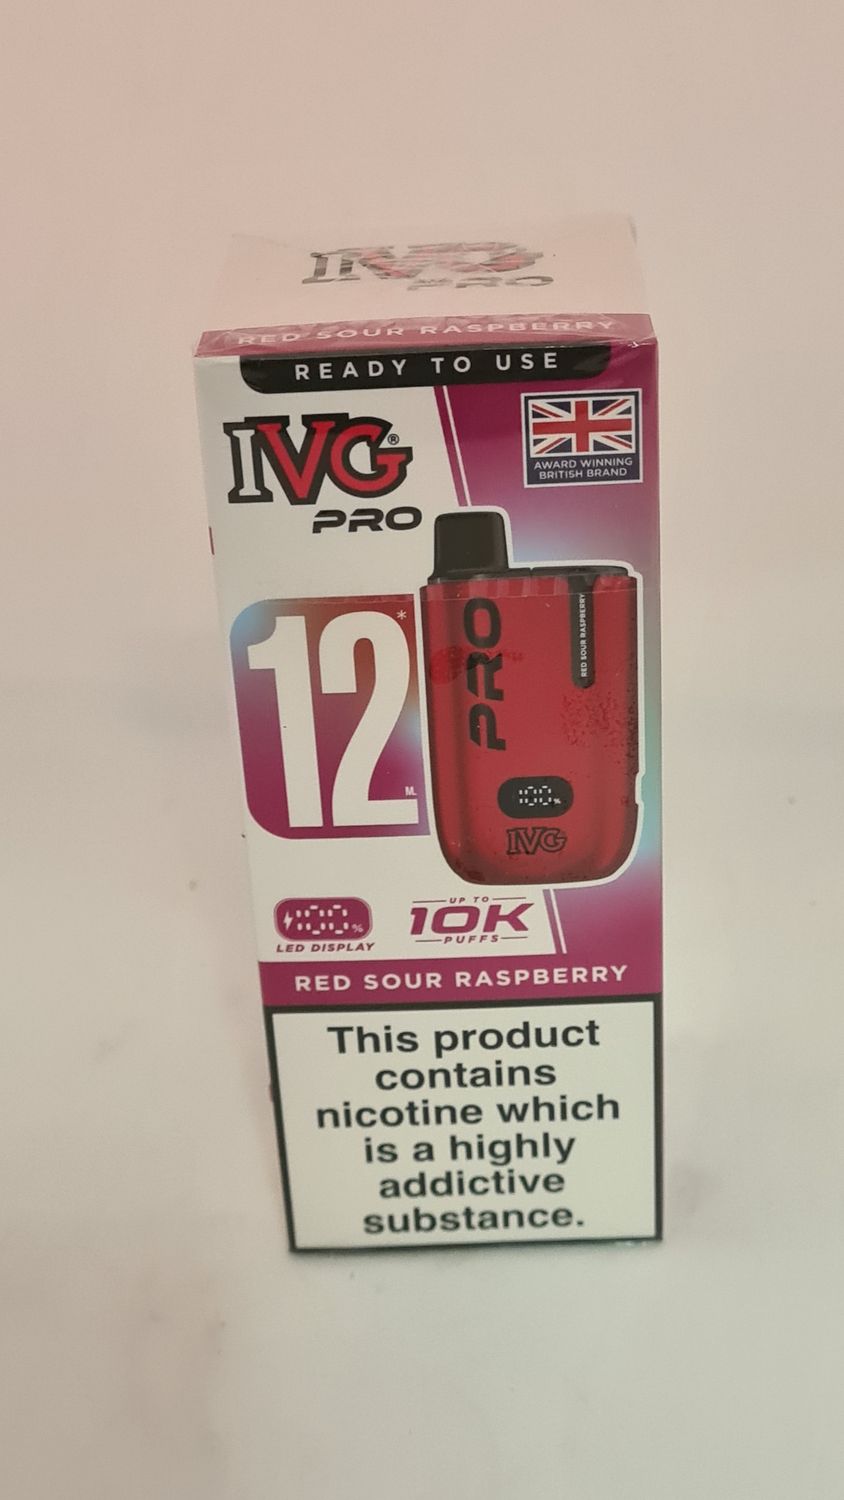 IVG
PRO
RED SOUR RASPBERRY
READY TO USE
IVG®
PRO
AWARD WINNING
BRITISH BRAND
12*
ML
PRO
RED SOUR RASPBERRY
100%
IVG
100%
LED DISPLAY
UP TO
10K
PUFFS
RED SOUR RASPBERRY
This product
contains
nicotine which
is a highly
addictive
substance.